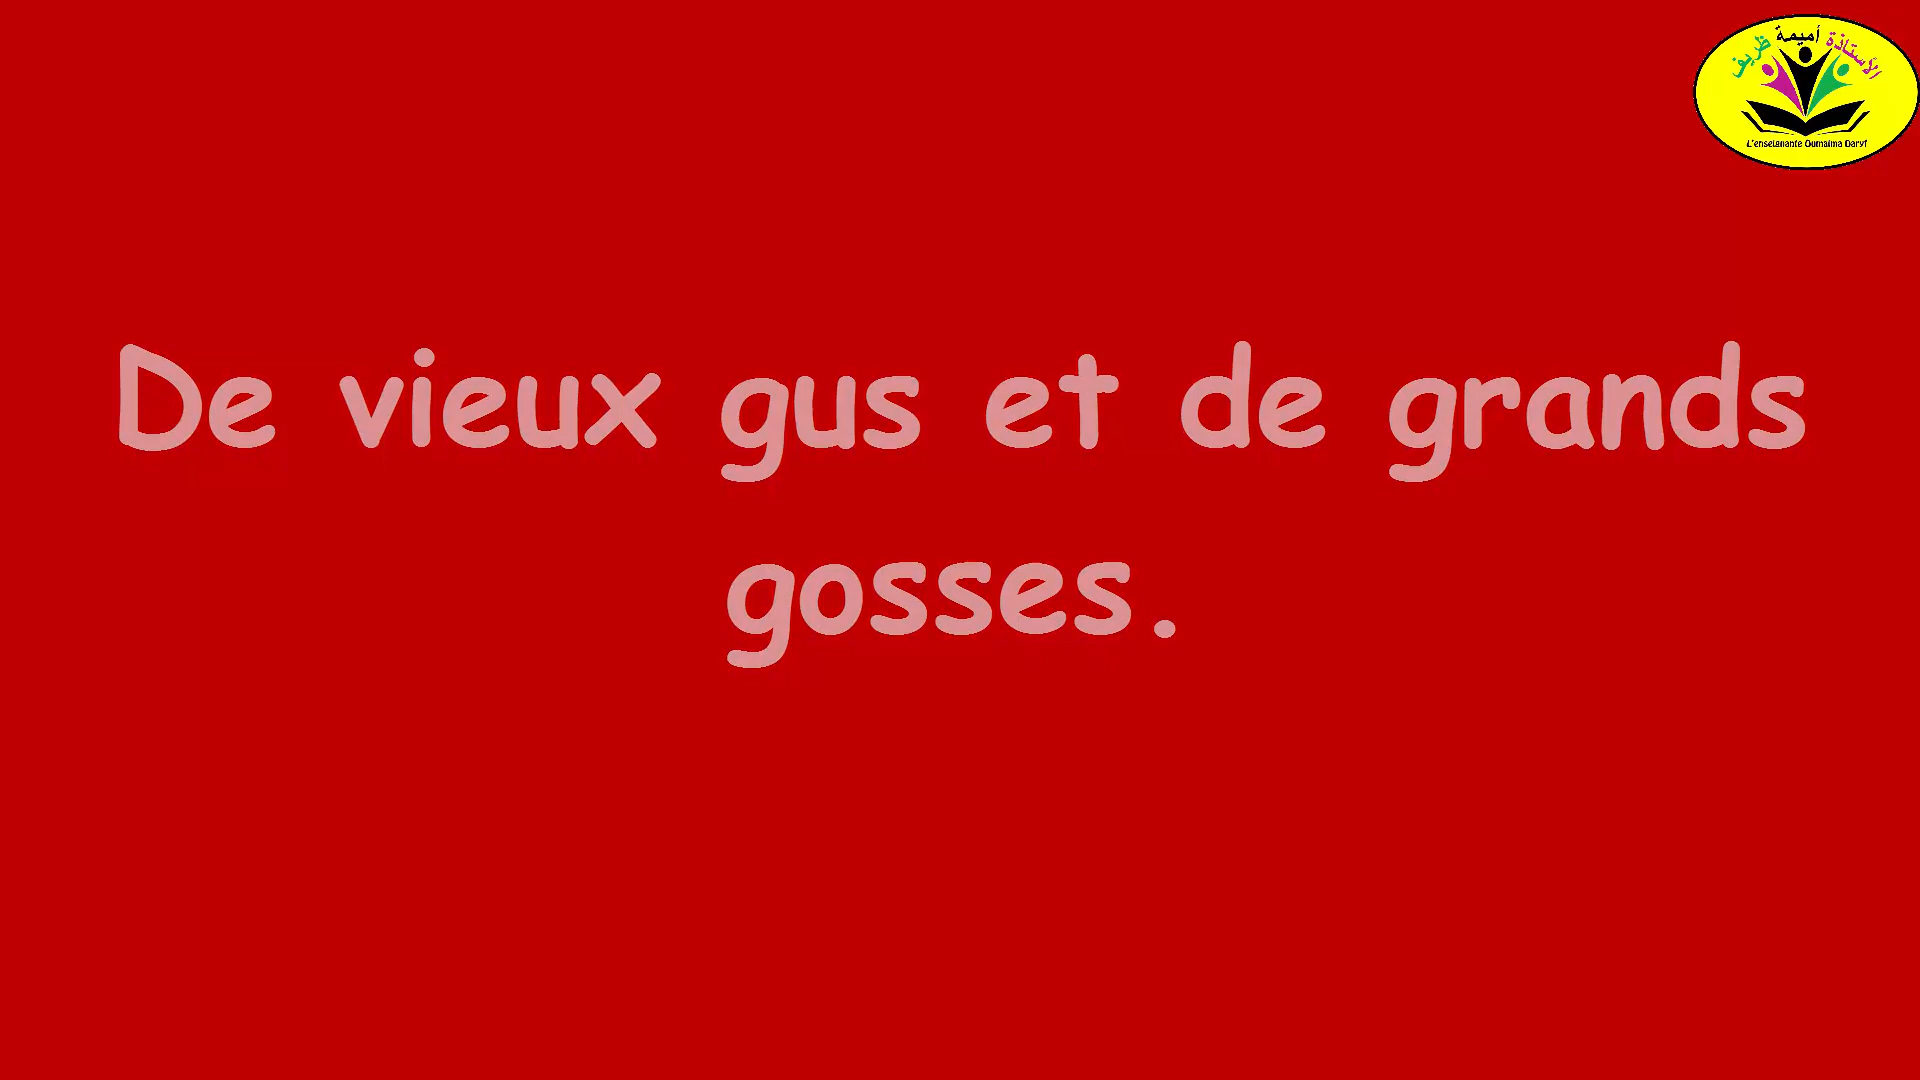 الأستاذة أميمة ظريف
L'enseignante Oumaima Daryf
De vieux gus et de grands
gosses.